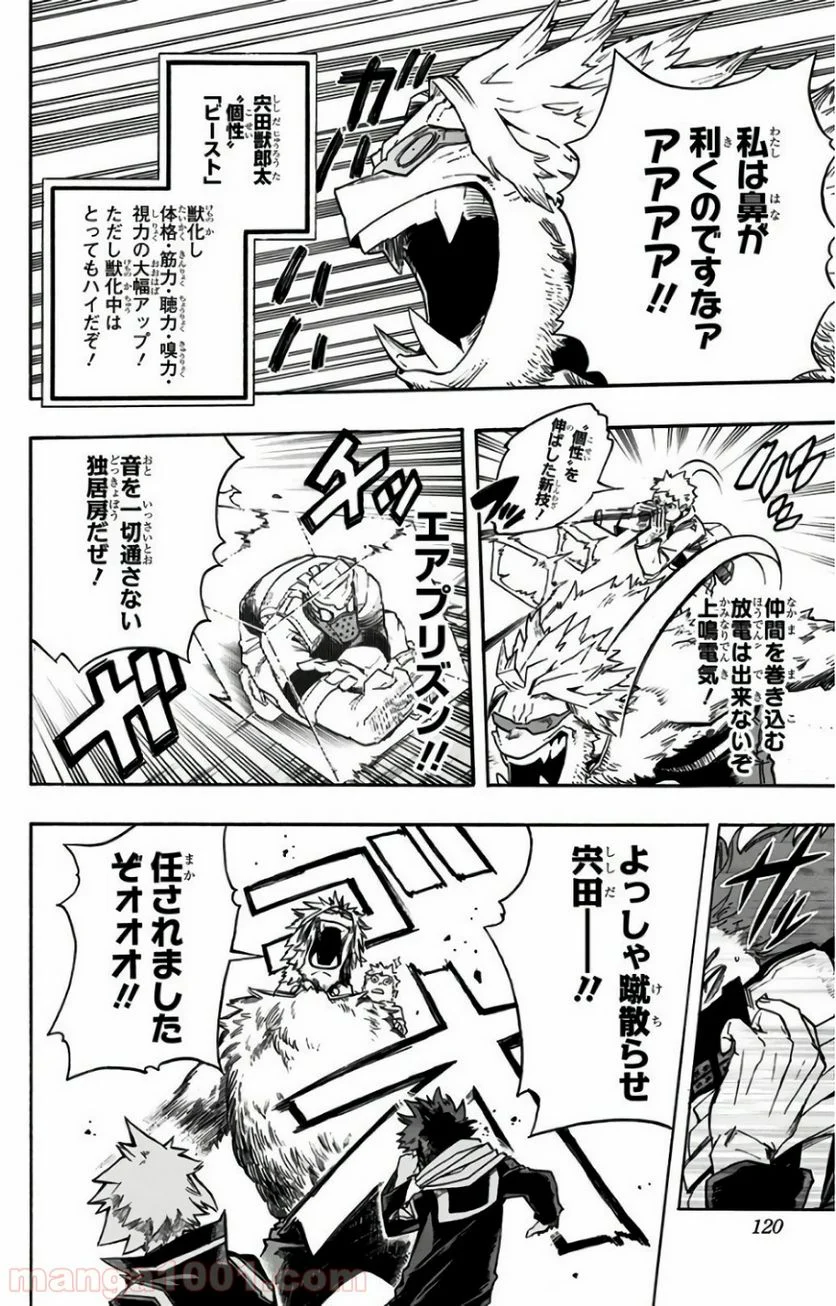 私は鼻が
利くのですなァ
アアアア!!
ガッ
宍田獣郎太
“個性”
「ビースト」
獣化し
体格・筋力・聴力・嗅力・
視力の大幅アップ!
ただし獣化中は
とってもハイだぞ!
“個性”を
伸ばした新技!
仲間を巻き込む
放電は出来ないぞ
上鳴電気!
エアプリズン!!
音を一切通さない
独居房だぜ!
ガッ
よっしゃ蹴散らせ
宍田――!!
任されました
ぞォオオ!!
120
manga1001.com